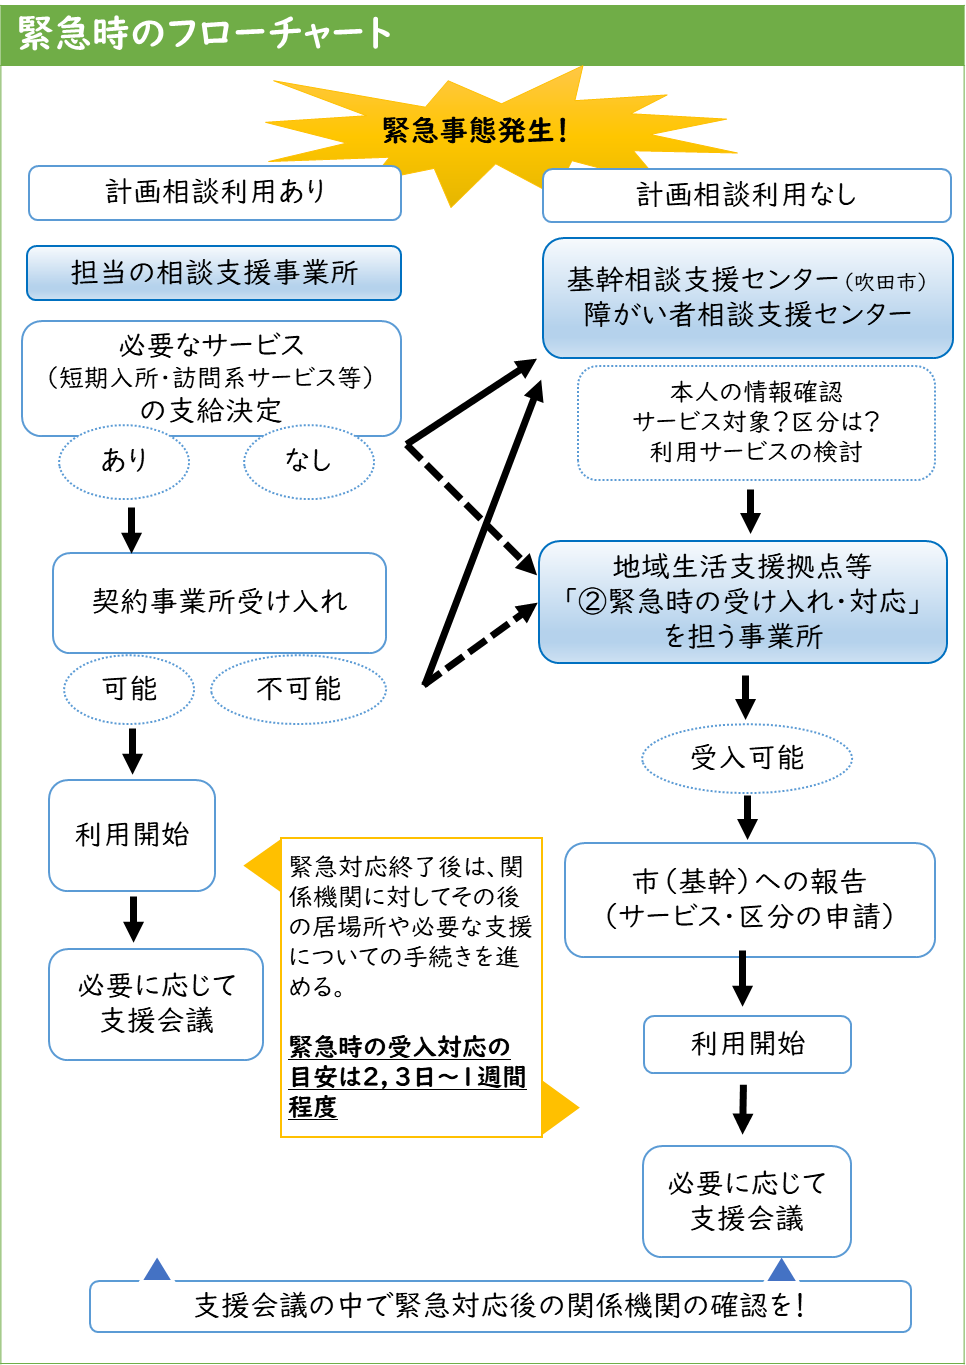 緊急時のフローチャート
緊急事態発生！
計画相談利用あり
計画相談利用なし
担当の相談支援事業所
基幹相談支援センター（吹田市）
障がい者相談支援センター
必要なサービス
（短期入所・訪問系サービス等）
の支給決定
あり
なし
本人の情報確認
サービス対象？区分は？
利用サービスの検討
契約事業所受け入れ
地域生活支援拠点等
「②緊急時の受け入れ・対応」
を担う事業所
可能
不可能
受入可能
利用開始
市（基幹）への報告
（サービス・区分の申請）
緊急対応終了後は、関
係機関に対してその後
の居場所や必要な支援
についての手続きを進
める。
緊急時の受入対応の
目安は2，3日～1週間
程度
必要に応じて
支援会議
利用開始
必要に応じて
支援会議
支援会議の中で緊急対応後の関係機関の確認を！